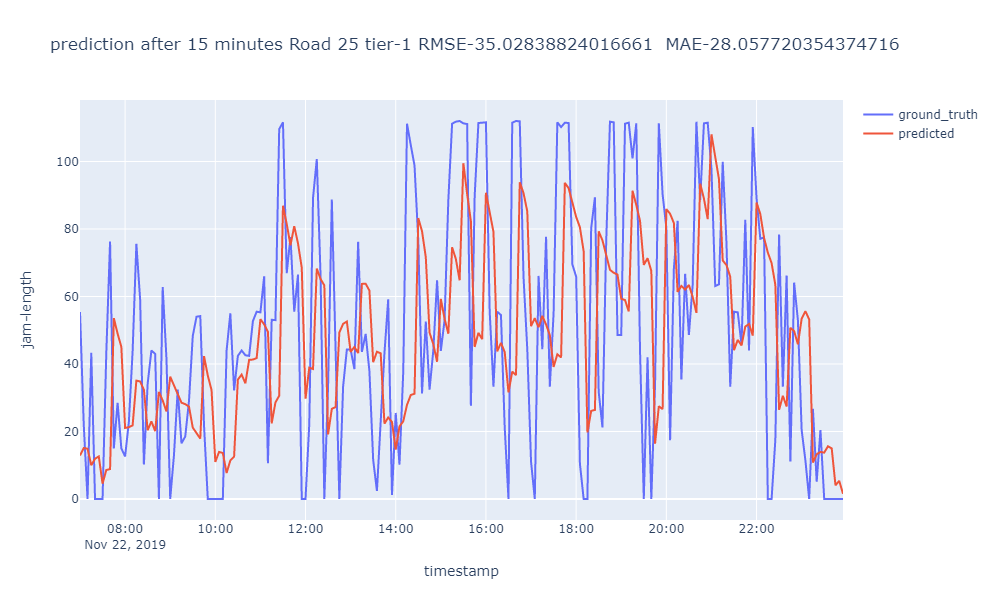 prediction after 15 minutes Road 25 tier-1 RMSE-35.02838824016661  MAE-28.057720354374716
ground_truth
predicted
jam-length
100
80
60
40
20
0
08:00 10:00 12:00 14:00 16:00 18:00 20:00 22:00
Nov 22, 2019
timestamp